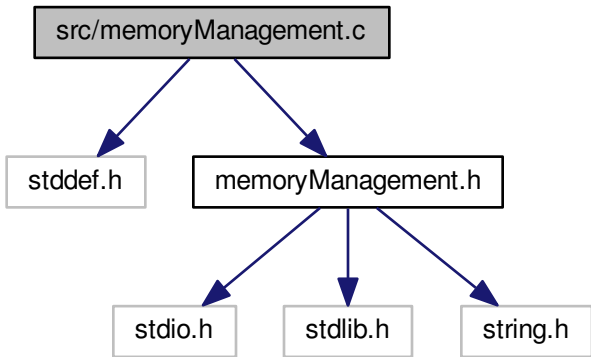 src/memoryManagement.c
stddef.h
memoryManagement.h
stdio.h
stdlib.h
string.h